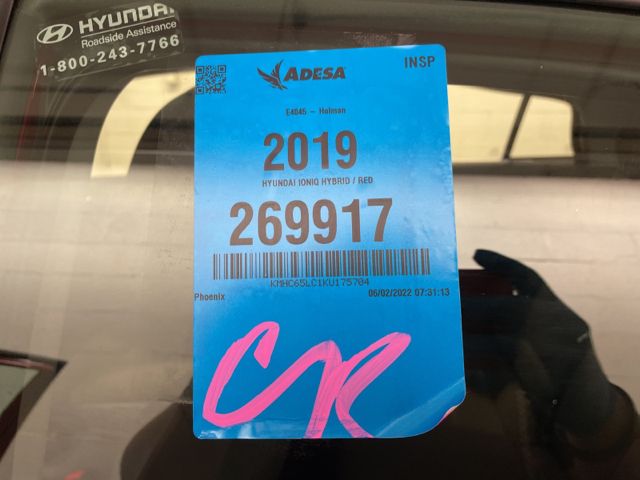 HYUNDAI
Roadside Assistance
1-800-243-7766
ADESA
INSP
E4045 - Holman
2019
HYUNDAI IONIQ HYBRID / RED
269917
KMHC65LC1KU175704
Phoenix
06/02/2022 07:31:13
CR